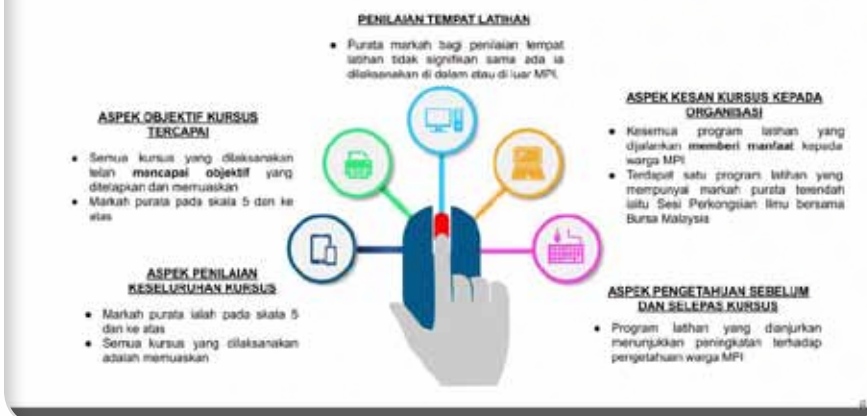 PENILAIAN TEMPAT LATIHAN
• Purata markah bagi penilaian tempat
latihan tidak signifikan sama ada ia
dilaksanakan di dalam atau di luar MPI.
ASPEK OBJEKTIF KURSUS
TERCAPAI
• Semua kursus yang dilaksanakan
telah mencapai objektif yang
ditetapkan dan memuaskan
• Markah purata pada skala 5 dan ke
atas
ASPEK PENILAIAN
KESELURUHAN KURSUS
• Markah purata ialah pada skala 5
dan ke atas
• Semua kursus yang dilaksanakan
adalah memuaskan
ASPEK KESAN KURSUS KEPADA
ORGANISASI
• Kesemua program latihan yang
dijalankan memberi manfaat kepada
warga MPI
• Terdapat satu program latihan yang
mempunyai markah purata terendah
iaitu Sesi Perkongsian Ilmu bersama
Bursa Malaysia
ASPEK PENGETAHUAN SEBELUM
DAN SELEPAS KURSUS
• Program latihan yang dianjurkan
menunjukkan peningkatan terhadap
pengetahuan warga MPI